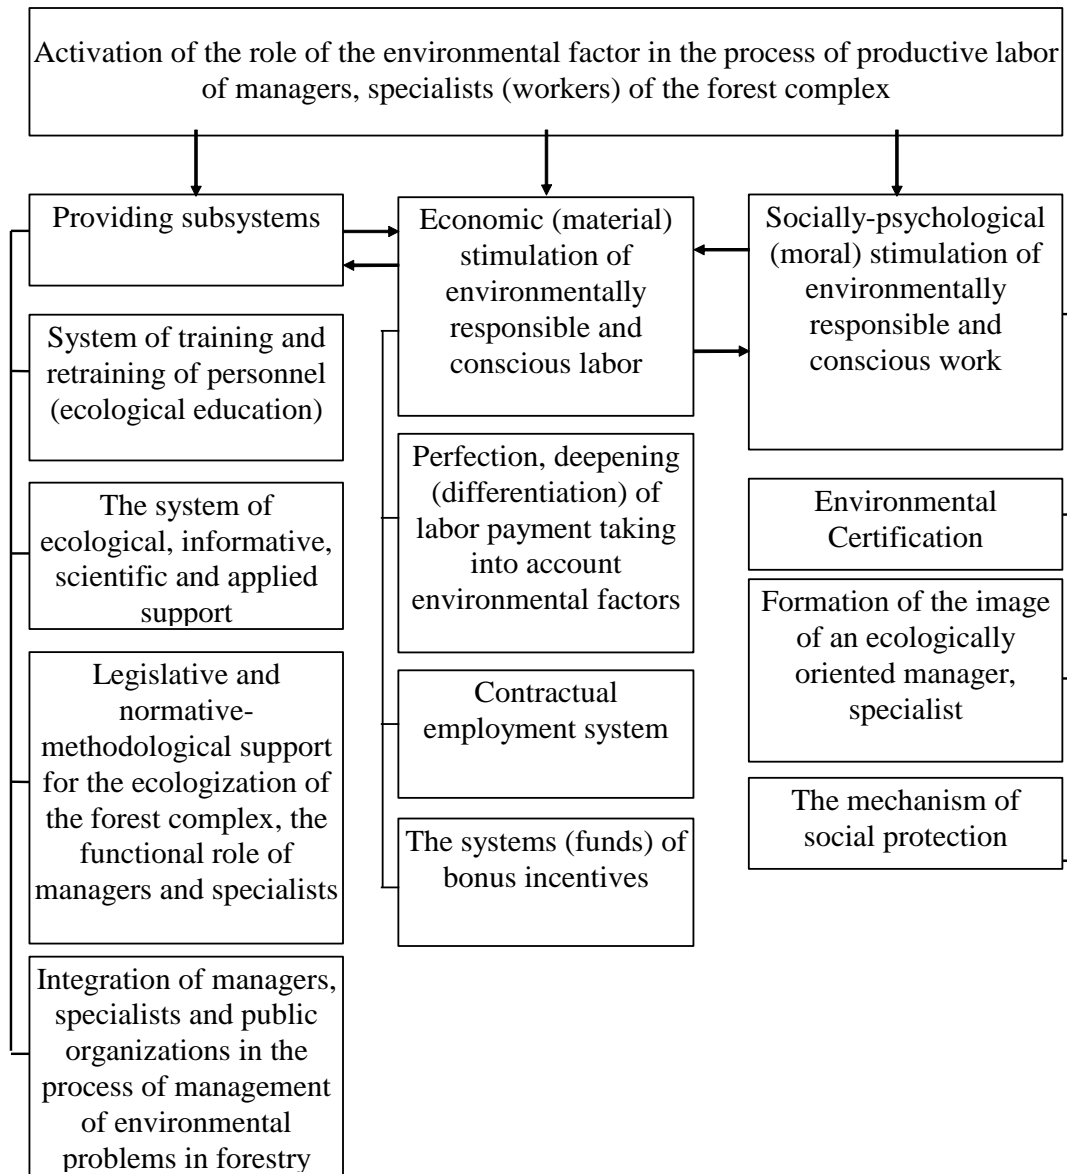 Activation of the role of the environmental factor in the process of productive labor
of managers, specialists (workers) of the forest complex
Providing subsystems
System of training and
retraining of personnel
(ecological education)
The system of
ecological, informative,
scientific and applied
support
Legislative and
normative-
methodological support
for the ecologization of
the forest complex, the
functional role of
managers and specialists
Integration of managers,
specialists and public
organizations in the
process of management
of environmental
problems in forestry
Economic (material)
stimulation of
environmentally
responsible and
conscious labor
Perfection, deepening
(differentiation) of
labor payment taking
into account
environmental factors
Contractual
employment system
The systems (funds) of
bonus incentives
Socially-psychological
(moral) stimulation of
environmentally
responsible and
conscious work
Environmental
Certification
Formation of the image
of an ecologically
oriented manager,
specialist
The mechanism of
social protection